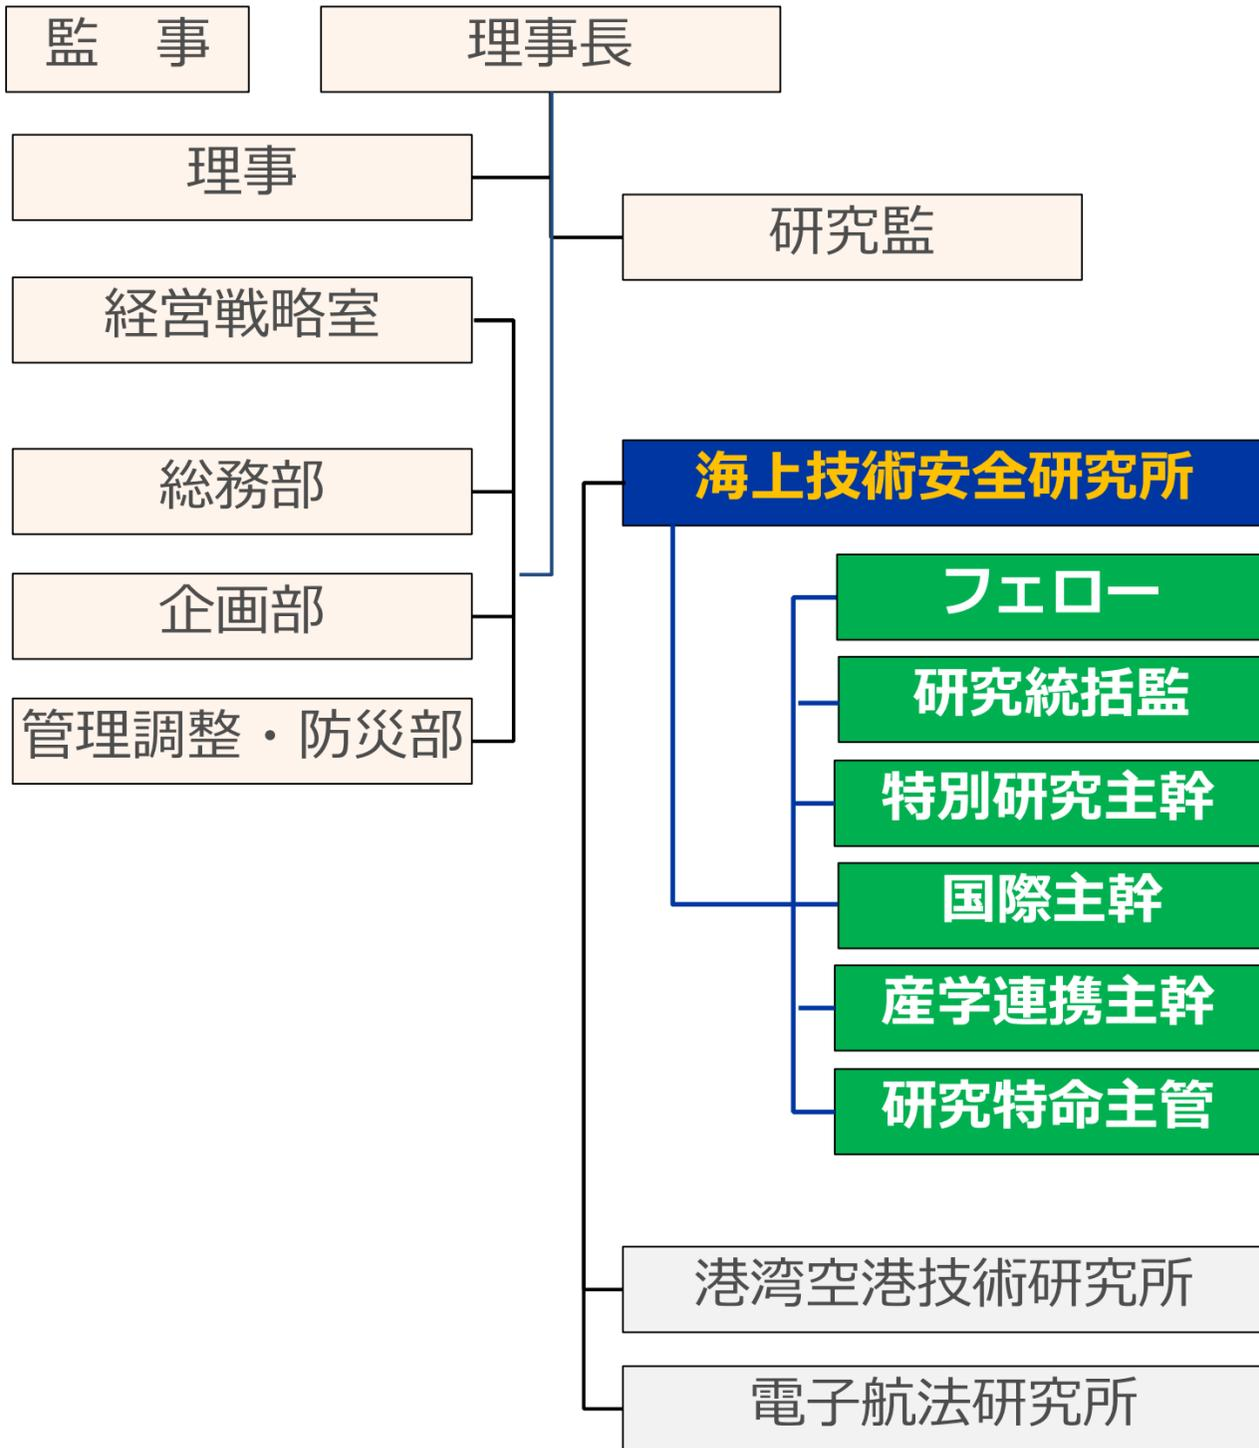 監　事
理事長
理事
研究監
経営戦略室
総務部
企画部
管理調整・防災部
海上技術安全研究所
フェロー
研究統括監
特別研究主幹
国際主幹
産学連携主幹
研究特命主管
港湾空港技術研究所
電子航法研究所